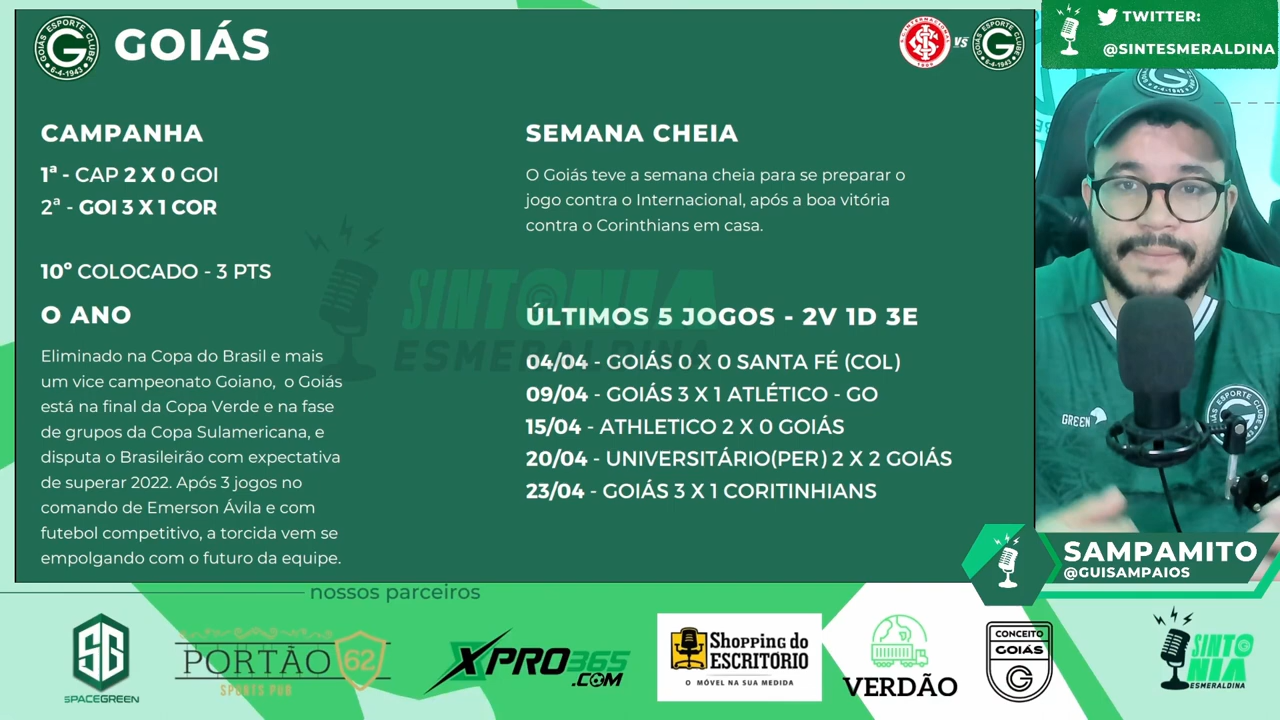 GOIÁS
VS
TWITTER:
@SINTESMERALDINA
CAMPANHA
1ª - CAP 2 X 0 GOI
2ª - GOI 3 X 1 COR
10º COLOCADO - 3 PTS
O ANO
Eliminado na Copa do Brasil e mais
um vice campeonato Goiano, o Goiás
está na final da Copa Verde e na fase
de grupos da Copa Sulamericana, e
disputa o Brasileirão com expectativa
de superar 2022. Após 3 jogos no
comando de Emerson Ávila e com
futebol competitivo, a torcida vem se
empolgando com o futuro da equipe.
SEMANA CHEIA
O Goiás teve a semana cheia para se preparar o
jogo contra o Internacional, após a boa vitória
contra o Corinthians em casa.
SINTONIA
ESMERALDINA
ÚLTIMOS 5 JOGOS - 2V 1D 3E
04/04 - GOIÁS 0 X 0 SANTA FÉ (COL)
09/04 - GOIÁS 3 X 1 ATLÉTICO - GO
15/04 - ATHLETICO 2 X 0 GOIÁS
20/04 - UNIVERSITÁRIO(PER) 2 X 2 GOIÁS
23/04 - GOIÁS 3 X 1 CORITINHIANS
GREEN
SAMPAMITO
@GUISAMPAIOS
nossos parceiros
SG
SPACEGREEN
PORTÃO 62
SPORTS PUB
XPRO365
.COM
Shopping do
ESCRITÓRIO
O MÓVEL NA SUA MEDIDA
VERDÃO
CONCEITO
GOIÁS
G
SINTO
NIA
ESMERALDINA